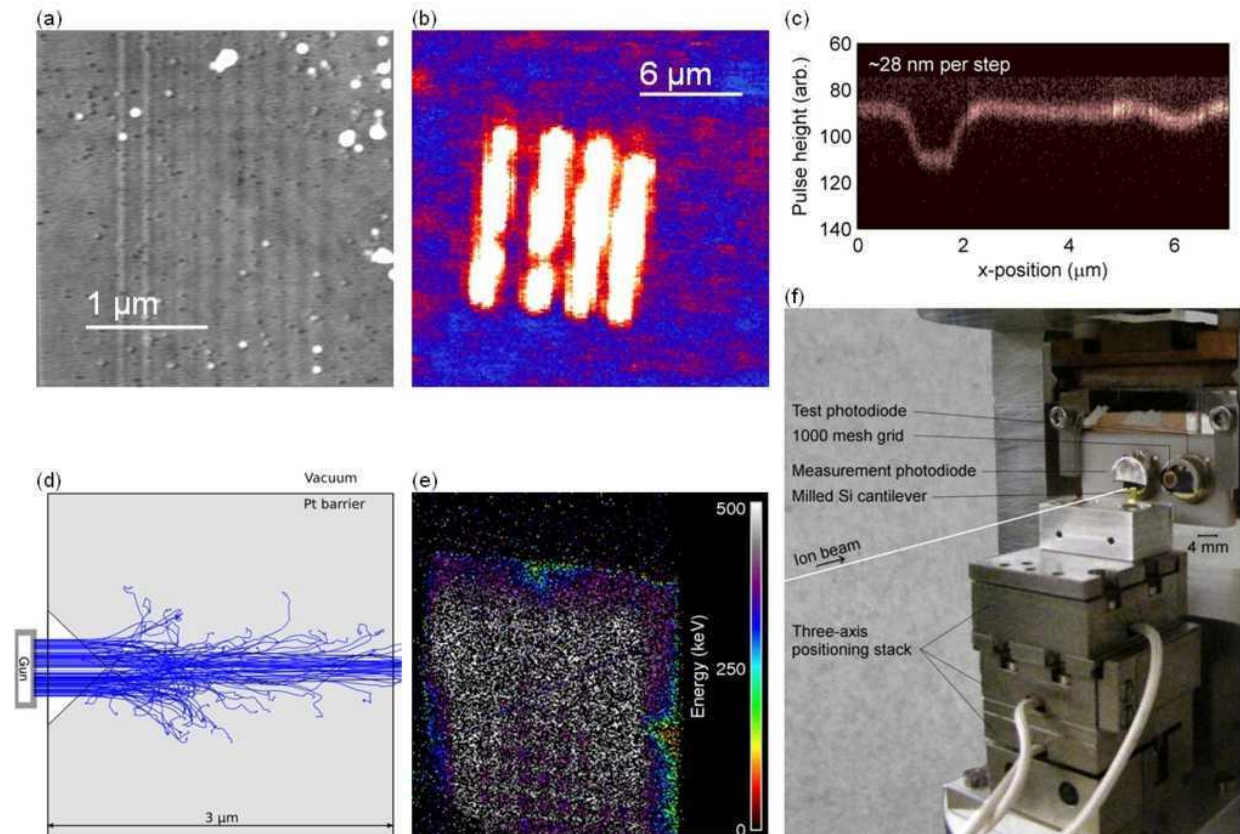 (a)
1 μm
(b)
6 μm
(c)
~28 nm per step
Pulse height (arb.)
60
80
100
120
140
0
2
4
6
x-position (μm)
(d)
Vacuum
Pt barrier
Gun
3 μm
(e)
500
250
0
Energy (keV)
(f)
Test photodiode
1000 mesh grid
Measurement photodiode
Milled Si cantilever
Ion beam
4 mm
Three-axis
positioning stack